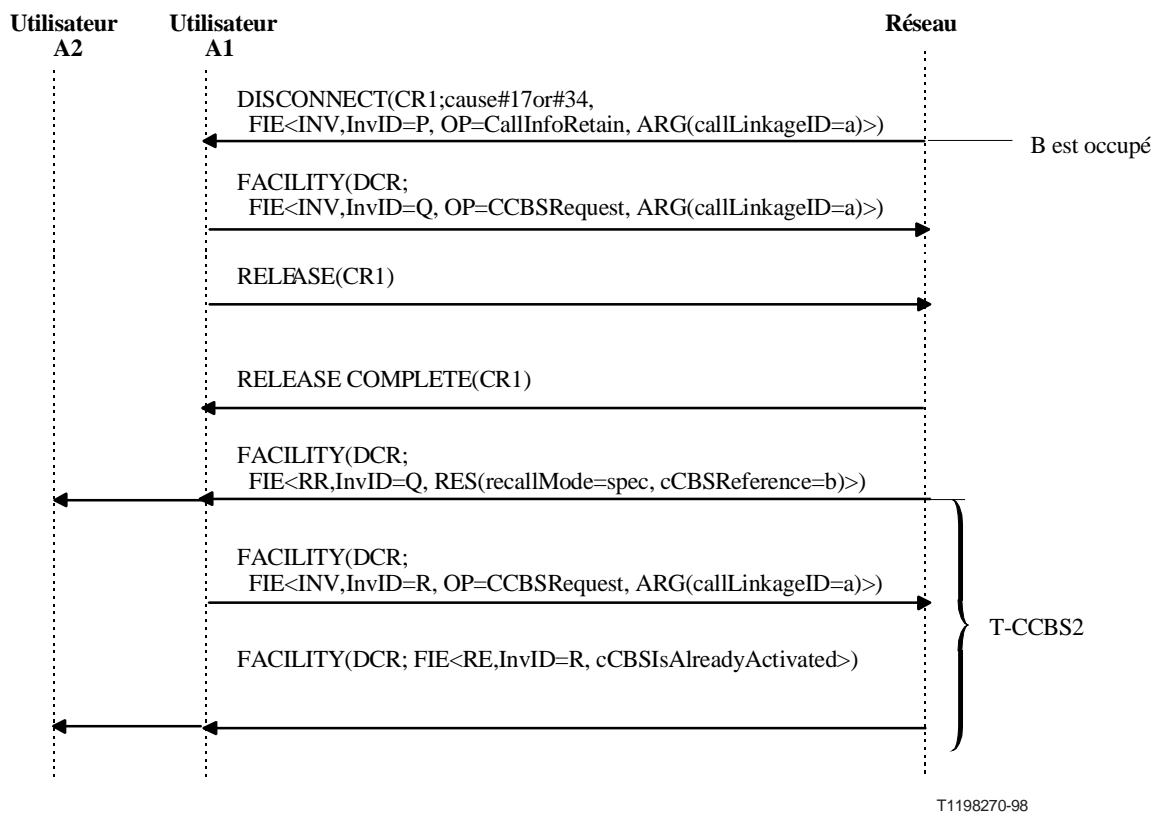 Utilisateur A2
Utilisateur A1
Réseau
DISCONNECT(CR1;cause#17or#34,
FIE<INV,InvID=P, OP=CallInfoRetain, ARG(callLinkageID=a)>)
B est occupé
FACILITY(DCR;
FIE<INV,InvID=Q, OP=CCBSRequest, ARG(callLinkageID=a)>)
RELEASE(CR1)
RELEASE COMPLETE(CR1)
FACILITY(DCR;
FIE<RR,InvID=Q, RES(recallMode=spec, cCBSReference=b)>)
FACILITY(DCR;
FIE<INV,InvID=R, OP=CCBSRequest, ARG(callLinkageID=a)>)
T-CCBS2
FACILITY(DCR; FIE<RE,InvID=R, cCBSIsAlreadyActivated>)
T1198270-98